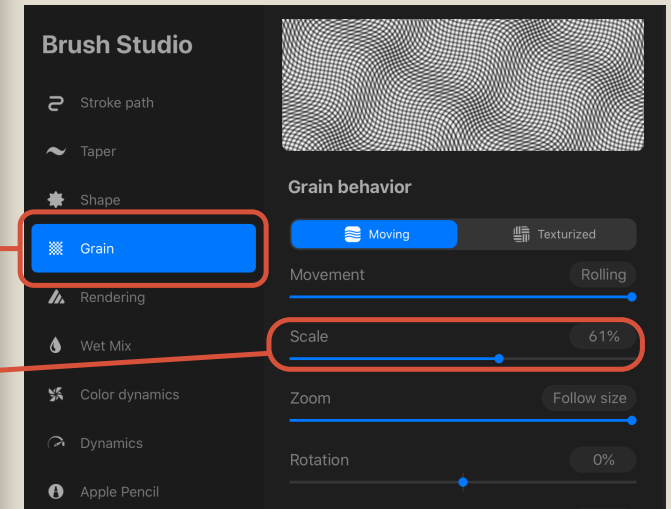 Brush Studio
Stroke path
Taper
Shape
Grain
Rendering
Wet Mix
Color dynamics
Dynamics
Apple Pencil
Grain behavior
Moving Texturized
Movement Rolling
Scale 61%
Zoom Follow size
Rotation 0%